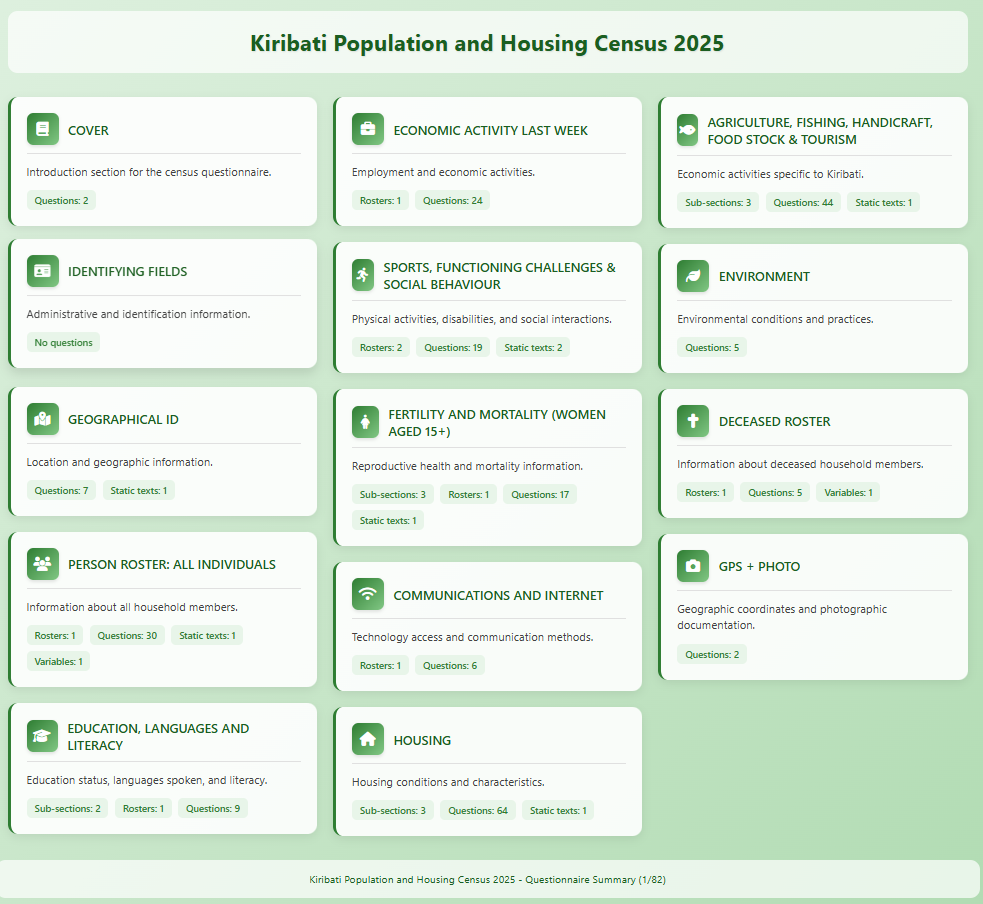 Kiribati Population and Housing Census 2025
COVER
Introduction section for the census questionnaire.
Questions: 2
IDENTIFYING FIELDS
Administrative and identification information.
No questions
GEOGRAPHICAL ID
Location and geographic information.
Questions: 7
Static texts: 1
PERSON ROSTER: ALL INDIVIDUALS
Information about all household members.
Rosters: 1
Questions: 30
Static texts: 1
Variables: 1
EDUCATION, LANGUAGES AND
LITERACY
Education status, languages spoken, and literacy.
Sub-sections: 2
Rosters: 1
Questions: 9
ECONOMIC ACTIVITY LAST WEEK
Employment and economic activities.
Rosters: 1
Questions: 24
SPORTS, FUNCTIONING CHALLENGES &
SOCIAL BEHAVIOUR
Physical activities, disabilities, and social interactions.
Rosters: 2
Questions: 19
Static texts: 2
FERTILITY AND MORTALITY (WOMEN
AGED 15+)
Reproductive health and mortality information.
Sub-sections: 3
Rosters: 1
Questions: 17
Static texts: 1
COMMUNICATIONS AND INTERNET
Technology access and communication methods.
Rosters: 1
Questions: 6
HOUSING
Housing conditions and characteristics.
Sub-sections: 3
Questions: 64
Static texts: 1
AGRICULTURE, FISHING, HANDICRAFT,
FOOD STOCK & TOURISM
Economic activities specific to Kiribati.
Sub-sections: 3
Questions: 44
Static texts: 1
ENVIRONMENT
Environmental conditions and practices.
Questions: 5
DECEASED ROSTER
Information about deceased household members.
Rosters: 1
Questions: 5
Variables: 1
GPS + PHOTO
Geographic coordinates and photographic
documentation.
Questions: 2
Kiribati Population and Housing Census 2025 - Questionnaire Summary (1/82)